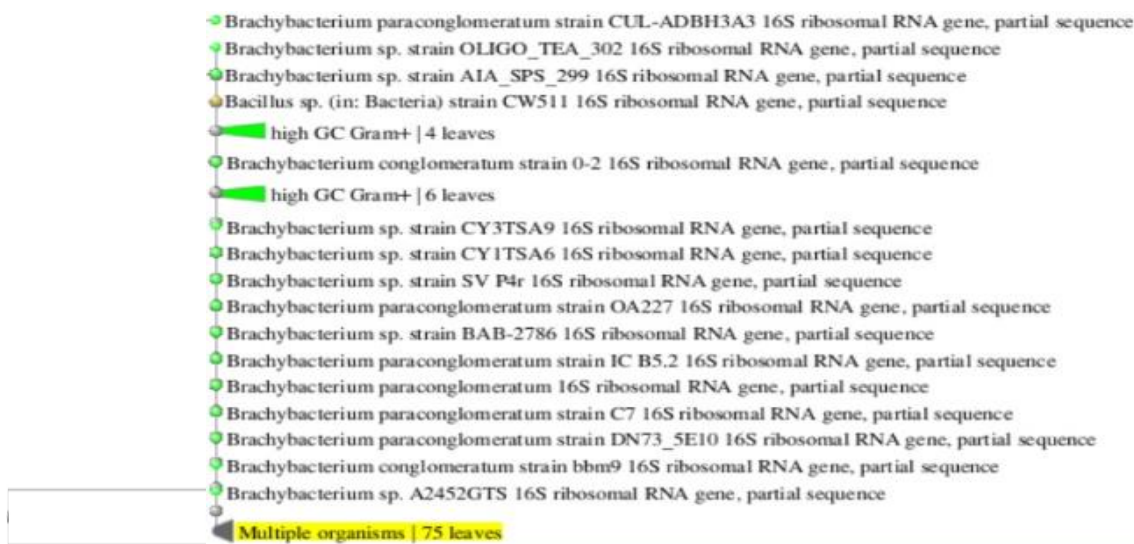 Brachybacterium paraconglomeratum strain CUL-ADBH3A3 16S ribosomal RNA gene, partial sequence
Brachybacterium sp. strain OLIGO_TEA_302 16S ribosomal RNA gene, partial sequence
Brachybacterium sp. strain AIA_SPS_299 16S ribosomal RNA gene, partial sequence
Bacillus sp. (in: Bacteria) strain CW511 16S ribosomal RNA gene, partial sequence
high GC Gram+ | 4 leaves
Brachybacterium conglomeratum strain 0-2 16S ribosomal RNA gene, partial sequence
high GC Gram+ | 6 leaves
Brachybacterium sp. strain CY3TSA9 16S ribosomal RNA gene, partial sequence
Brachybacterium sp. strain CY1TSA6 16S ribosomal RNA gene, partial sequence
Brachybacterium sp. strain SV P4r 16S ribosomal RNA gene, partial sequence
Brachybacterium paraconglomeratum strain OA227 16S ribosomal RNA gene, partial sequence
Brachybacterium sp. strain BAB-2786 16S ribosomal RNA gene, partial sequence
Brachybacterium paraconglomeratum strain IC B5.2 16S ribosomal RNA gene, partial sequence
Brachybacterium paraconglomeratum 16S ribosomal RNA gene, partial sequence
Brachybacterium paraconglomeratum strain C7 16S ribosomal RNA gene, partial sequence
Brachybacterium paraconglomeratum strain DN73_5E10 16S ribosomal RNA gene, partial sequence
Brachybacterium conglomeratum strain bbm9 16S ribosomal RNA gene, partial sequence
Brachybacterium sp. A2452GTS 16S ribosomal RNA gene, partial sequence
Multiple organisms | 75 leaves